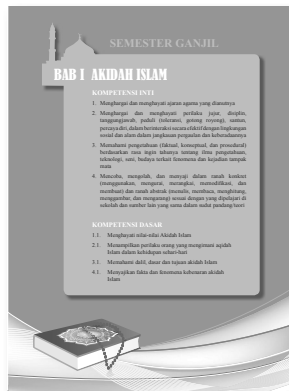 SEMESTER GANJIL
BAB I AKIDAH ISLAM
KOMPETENSI INTI
1. Menghargai dan menghayati ajaran agama yang dianutnya
2. Menghargai dan menghayati perilaku jujur, disiplin,
tanggungjawab, peduli (toleransi, gotong royong), santun,
percaya diri, dalam berinteraksi secara efektif dengan lingkungan
sosial dan alam dalam jangkauan pergaulan dan keberadaannya
3. Memahami pengetahuan (faktual, konseptual, dan prosedural)
berdasarkan rasa ingin tahunya tentang ilmu pengetahuan,
teknologi, seni, budaya terkait fenomena dan kejadian tampak
mata
4. Mencoba, mengolah, dan menyaji dalam ranah konkret
(menggunakan, mengurai, merangkai, memodifikasi, dan
membuat) dan ranah abstrak (menulis, membaca, menghitung,
menggambar, dan mengarang) sesuai dengan yang dipelajari di
sekolah dan sumber lain yang sama dalam sudut pandang/teori
KOMPETENSI DASAR
1.1. Menghayati nilai-nilai Akidah Islam
2.1. Menampilkan perilaku orang yang mengimani aqidah
Islam dalam kehidupan sehari-hari
3.1. Memahami dalil, dasar dan tujuan akidah Islam
4.1. Menyajikan fakta dan fenomena kebenaran akidah
Islam